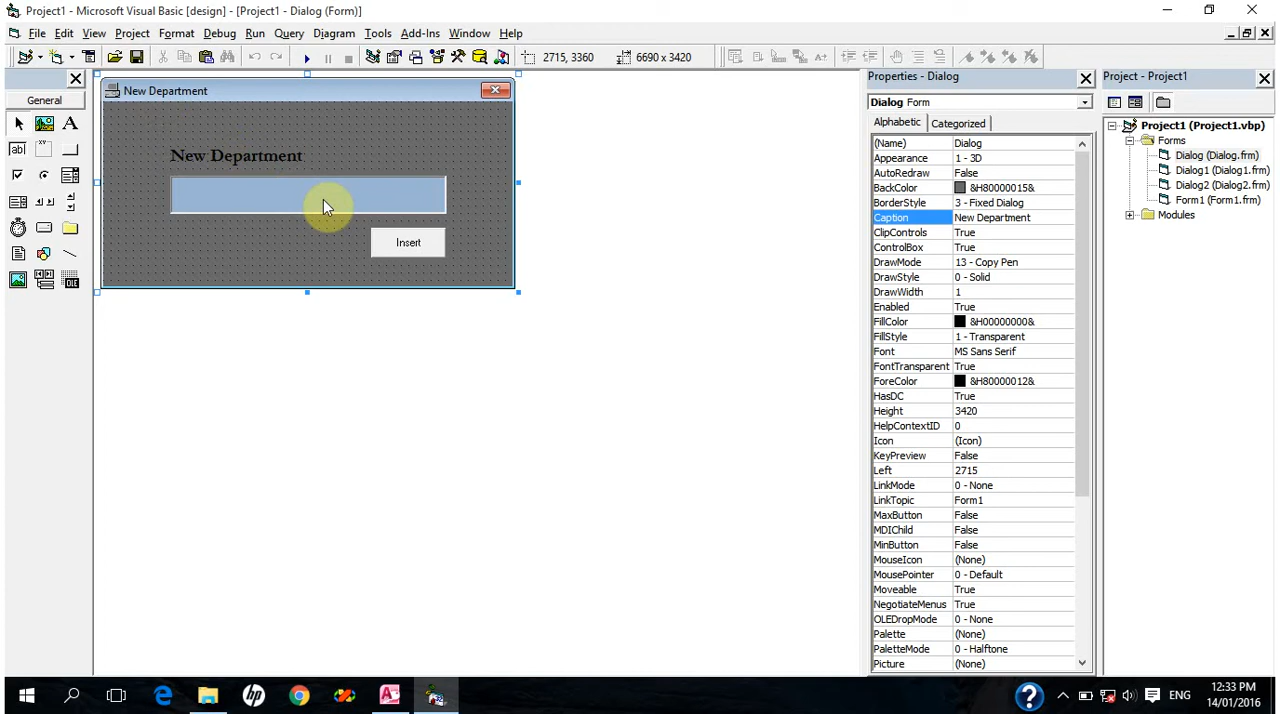 Project1 - Microsoft Visual Basic [design] - [Project1 - Dialog (Form)]
File Edit View Project Format Debug Run Query Diagram Tools Add-Ins Window Help
2715, 3360 6690 x 3420
General
New Department
New Department
Insert
Properties - Dialog
Dialog Form
Alphabetic Categorized
(Name) Dialog
Appearance 1 - 3D
AutoRedraw False
BackColor &H80000015&
BorderStyle 3 - Fixed Dialog
Caption New Department
ClipControls True
ControlBox True
DrawMode 13 - Copy Pen
DrawStyle 0 - Solid
DrawWidth 1
Enabled True
FillColor &H00000000&
FillStyle 1 - Transparent
Font MS Sans Serif
FontTransparent True
ForeColor &H80000012&
HasDC True
Height 3420
HelpContextID 0
Icon (Icon)
KeyPreview False
Left 2715
LinkMode 0 - None
LinkTopic Form1
MaxButton False
MDIChild False
MinButton False
MouseIcon (None)
MousePointer 0 - Default
Moveable True
NegotiateMenus True
OLEDropMode 0 - None
Palette (None)
PaletteMode 0 - Halftone
Picture (None)
Project - Project1
Project1 (Project1.vbp)
Forms
Dialog (Dialog.frm)
Dialog1 (Dialog1.frm)
Dialog2 (Dialog2.frm)
Form1 (Form1.frm)
Modules
ENG
12:33 PM
14/01/2016